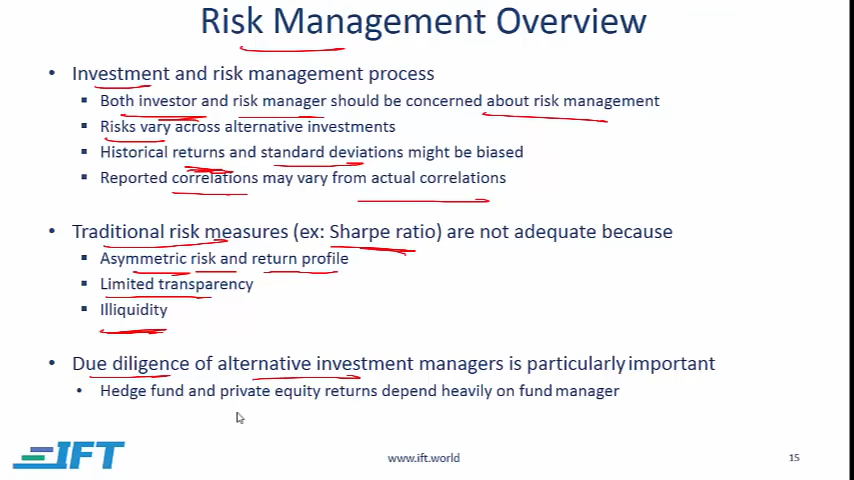 Risk Management Overview
• Investment and risk management process
▪ Both investor and risk manager should be concerned about risk management
▪ Risks vary across alternative investments
▪ Historical returns and standard deviations might be biased
▪ Reported correlations may vary from actual correlations
• Traditional risk measures (ex: Sharpe ratio) are not adequate because
▪ Asymmetric risk and return profile
▪ Limited transparency
▪ Illiquidity
• Due diligence of alternative investment managers is particularly important
• Hedge fund and private equity returns depend heavily on fund manager
IFT
www.ift.world
15